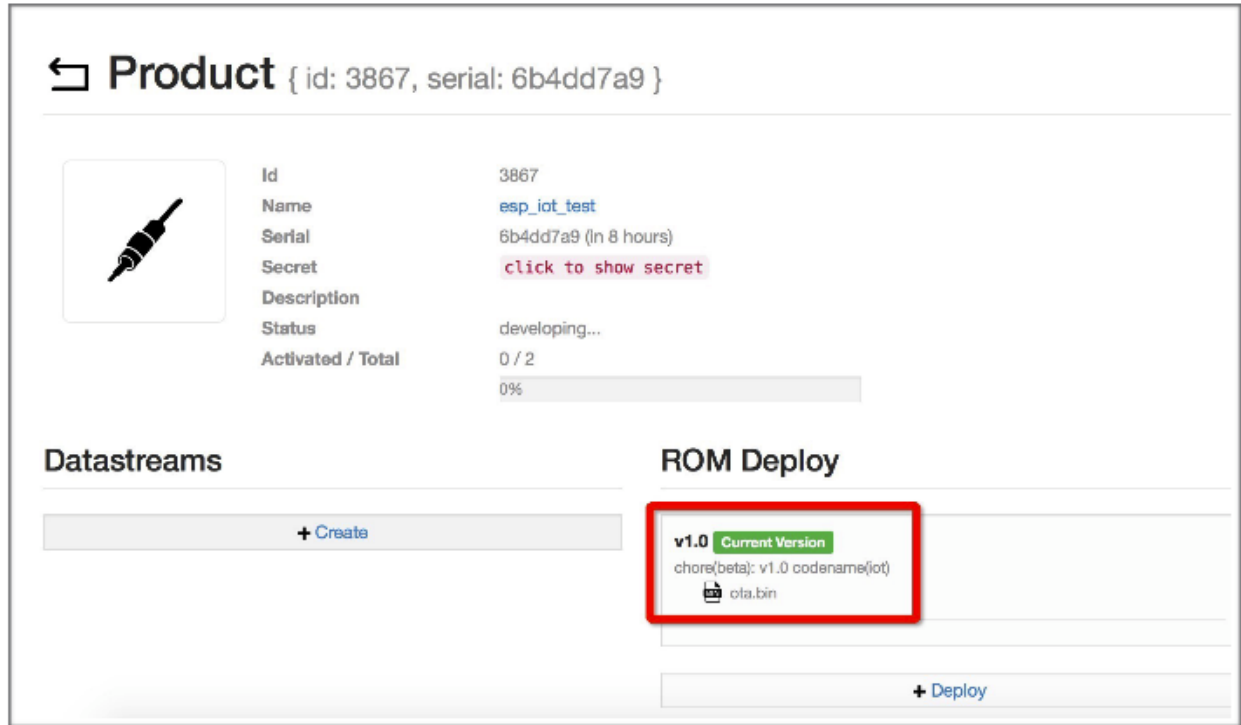 Product { id: 3867, serial: 6b4dd7a9 }
Id 3867
Name esp_iot_test
Serial 6b4dd7a9 (in 8 hours)
Secret click to show secret
Description
Status developing...
Activated / Total 0 / 2
0%
Datastreams
+ Create
ROM Deploy
v1.0 Current Version
chore(beta): v1.0 codename(iot)
ota.bin
+ Deploy